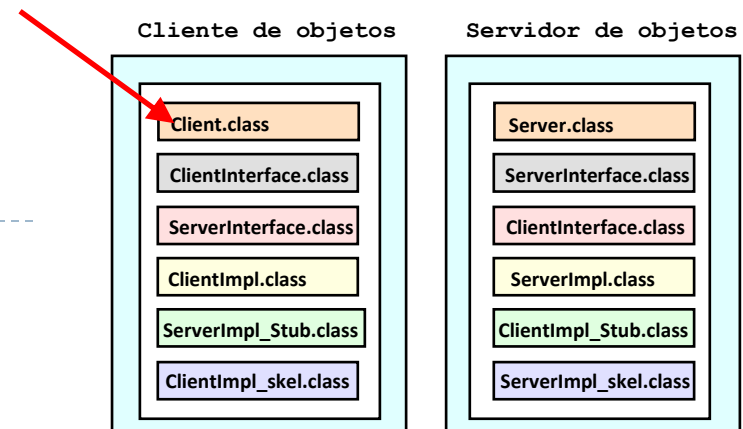 Cliente de objetos
Client.class
ClientInterface.class
ServerInterface.class
ClientImpl.class
ServerImpl_Stub.class
ClientImpl_skel.class
Servidor de objetos
Server.class
ServerInterface.class
ClientInterface.class
ServerImpl.class
ClientImpl_Stub.class
ServerImpl_skel.class